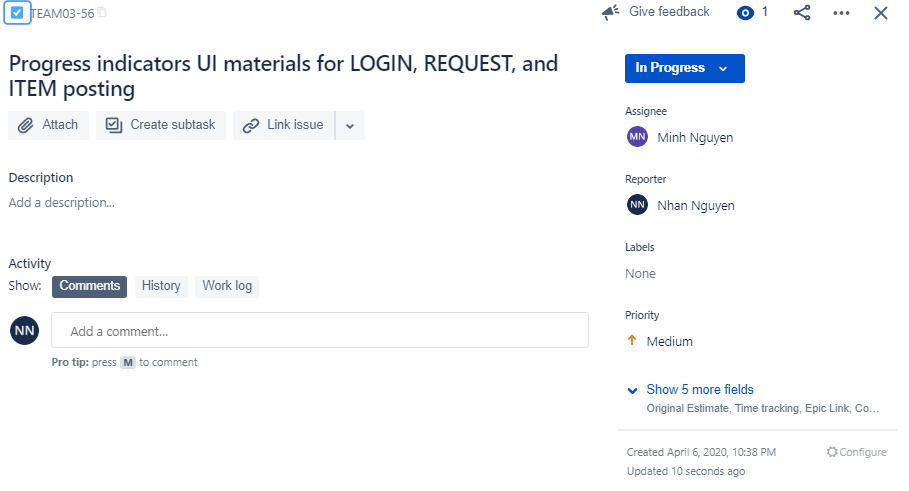 TEAM03-56
Give feedback
1
Progress indicators UI materials for LOGIN, REQUEST, and
ITEM posting
Attach
Create subtask
Link issue
Description
Add a description...
Activity
Show:
Comments
History
Work log
NN
Add a comment...
Pro tip: press M to comment
In Progress
Assignee
MN
Minh Nguyen
Reporter
NN
Nhan Nguyen
Labels
None
Priority
Medium
Show 5 more fields
Original Estimate, Time tracking, Epic Link, Co...
Created April 6, 2020, 10:38 PM
Configure
Updated 10 seconds ago